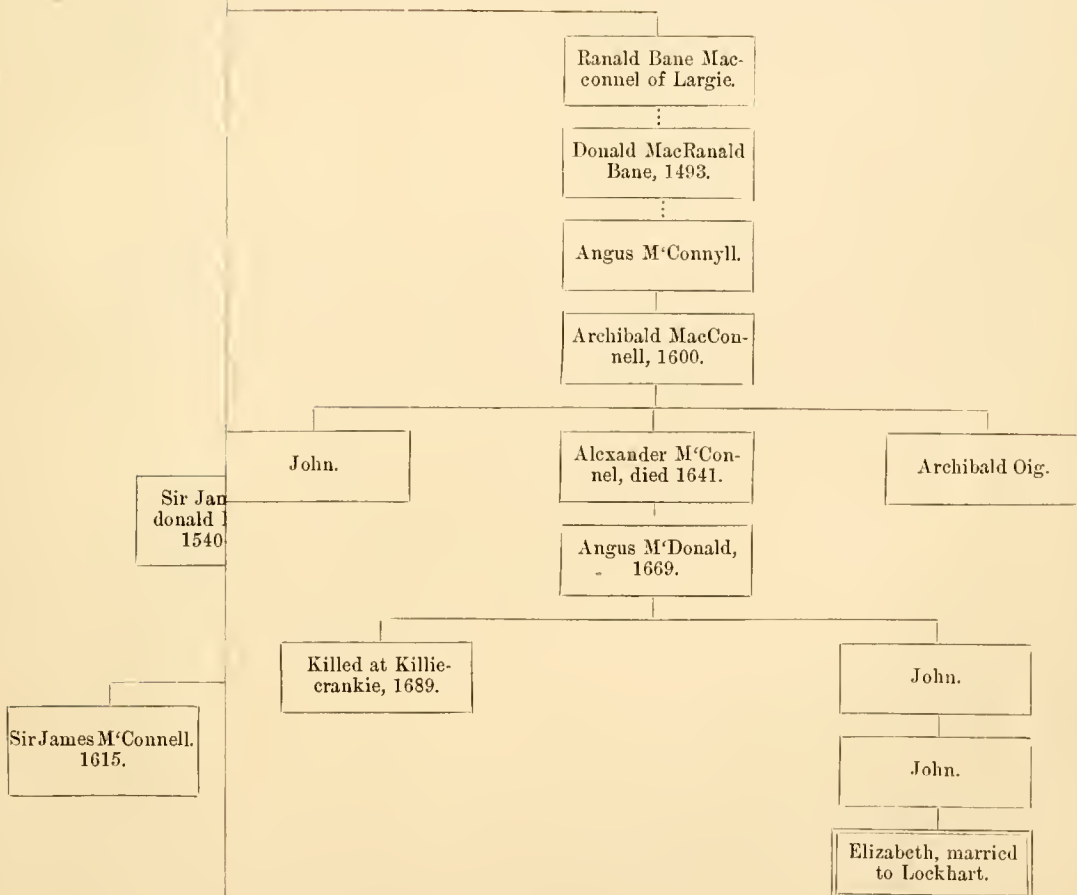 Ranald Bane Mac-
connel of Largie.
Donald MacRanald
Bane, 1493.
Angus M‘Connyll.
Archibald MacCon-
nell, 1600.
John.
Alexander M‘Con-
nel, died 1641.
Archibald Oig.
Sir
donald
1540
Angus M‘Donald,
1669.
Killed at Killie-
crankie, 1689.
John.
Sir James M‘Connell.
1615.
John.
Elizabeth, married
to Lockhart.